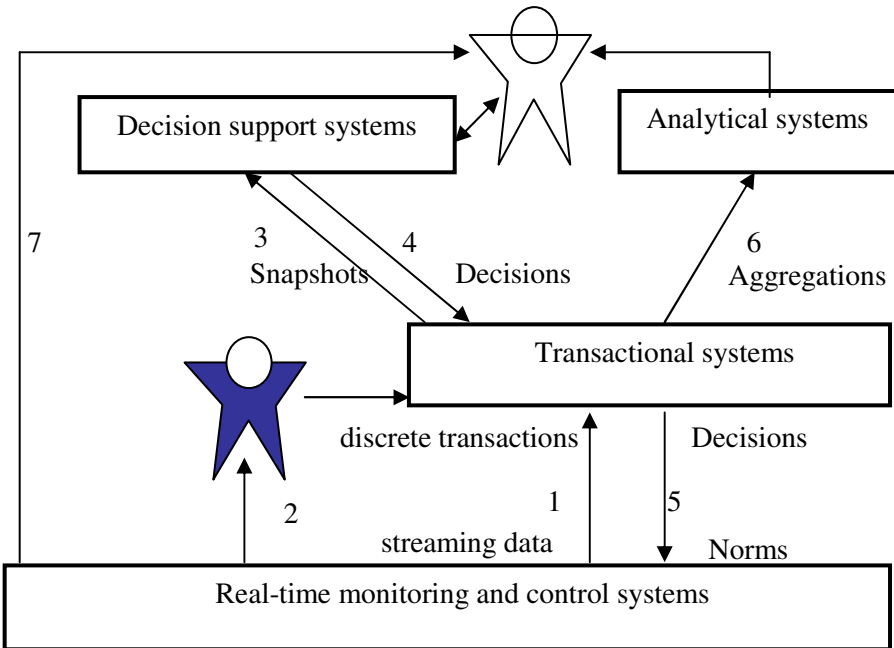 Decision support systems
Analytical systems
7
3
4
6
Snapshots
Decisions
Aggregations
Transactional systems
discrete transactions
Decisions
2
1
5
streaming data
Norms
Real-time monitoring and control systems